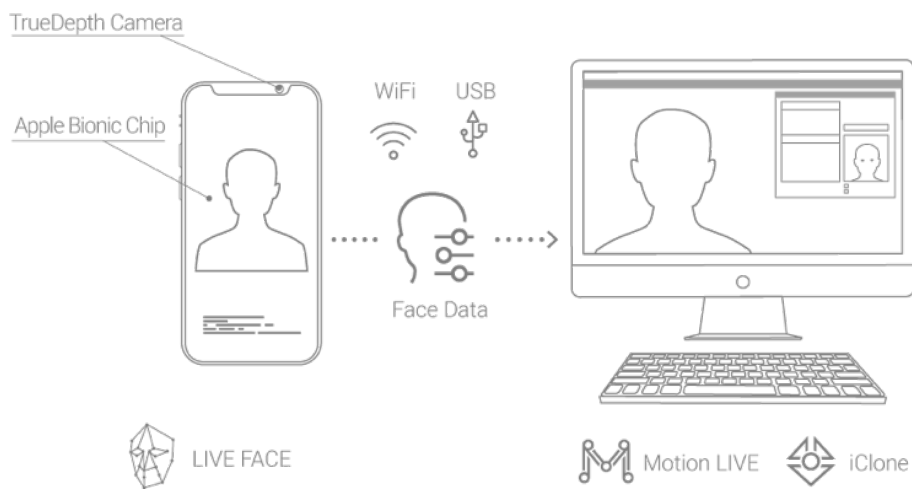 TrueDepth Camera
WiFi USB
Apple Bionic Chip
Face Data
LIVE FACE
Motion LIVE iClone